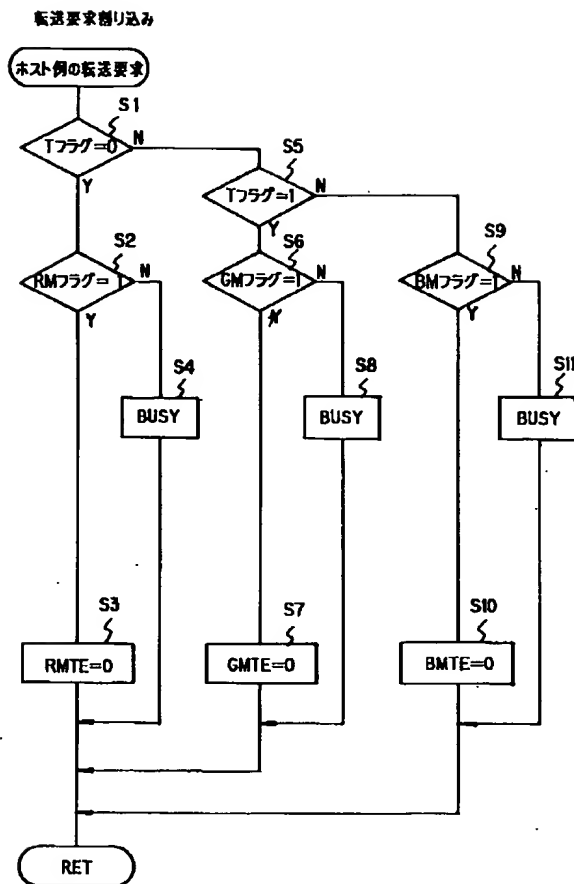 転送要求割り込み
ホスト例の転送要求
S1
Tフラグ=0
N
Y
S5
Tフラグ=1
N
Y
S2
RMフラグ=1
N
Y
S6
GMフラグ=1
N
Y
S9
BMフラグ=1
N
Y
S4
BUSY
S8
BUSY
S11
BUSY
S3
RMTE=0
S7
GMTE=0
S10
BMTE=0
RET